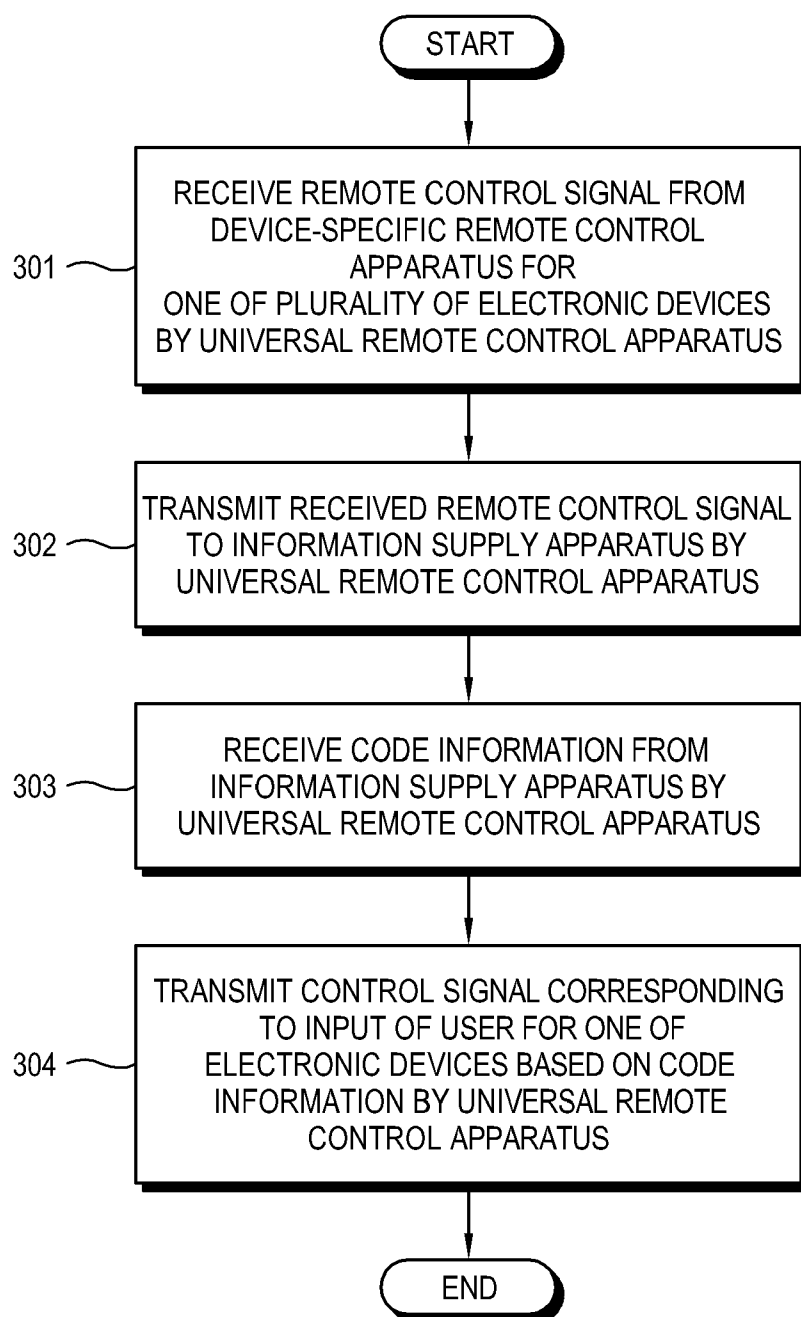 START
301
RECEIVE REMOTE CONTROL SIGNAL FROM
DEVICE-SPECIFIC REMOTE CONTROL
APPARATUS FOR
ONE OF PLURALITY OF ELECTRONIC DEVICES
BY UNIVERSAL REMOTE CONTROL APPARATUS
302
TRANSMIT RECEIVED REMOTE CONTROL SIGNAL
TO INFORMATION SUPPLY APPARATUS BY
UNIVERSAL REMOTE CONTROL APPARATUS
303
RECEIVE CODE INFORMATION FROM
INFORMATION SUPPLY APPARATUS BY
UNIVERSAL REMOTE CONTROL APPARATUS
304
TRANSMIT CONTROL SIGNAL CORRESPONDING
TO INPUT OF USER FOR ONE OF
ELECTRONIC DEVICES BASED ON CODE
INFORMATION BY UNIVERSAL REMOTE
CONTROL APPARATUS
END